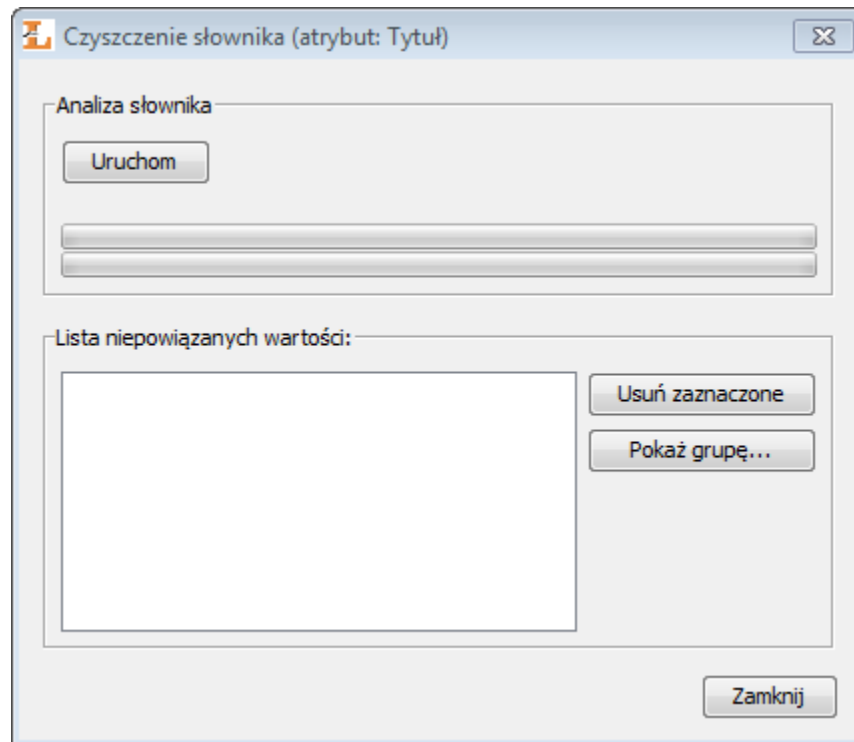 Czyszczenie słownika (atrybut: Tytuł)
Analiza słownika
Uruchom
Lista niepowiązanych wartości:
Usuń zaznaczone
Pokaż grupę...
Zamknij